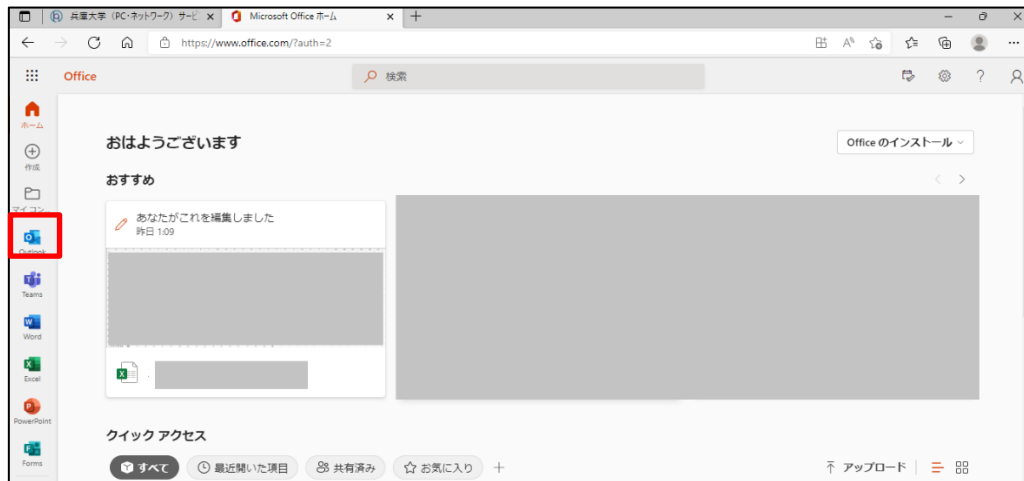 兵庫大学 (PC・ネットワーク) サービ
Microsoft Office ホーム
https://www.office.com/?auth=2
Office
検索
ホーム
作成
マイ コン
Outlook
Teams
Word
Excel
PowerPoint
Forms
おはようございます
Office のインストール
おすすめ
あなたがこれを編集しました
昨日 1:09
クイック アクセス
すべて
最近開いた項目
共有済み
お気に入り
アップロード